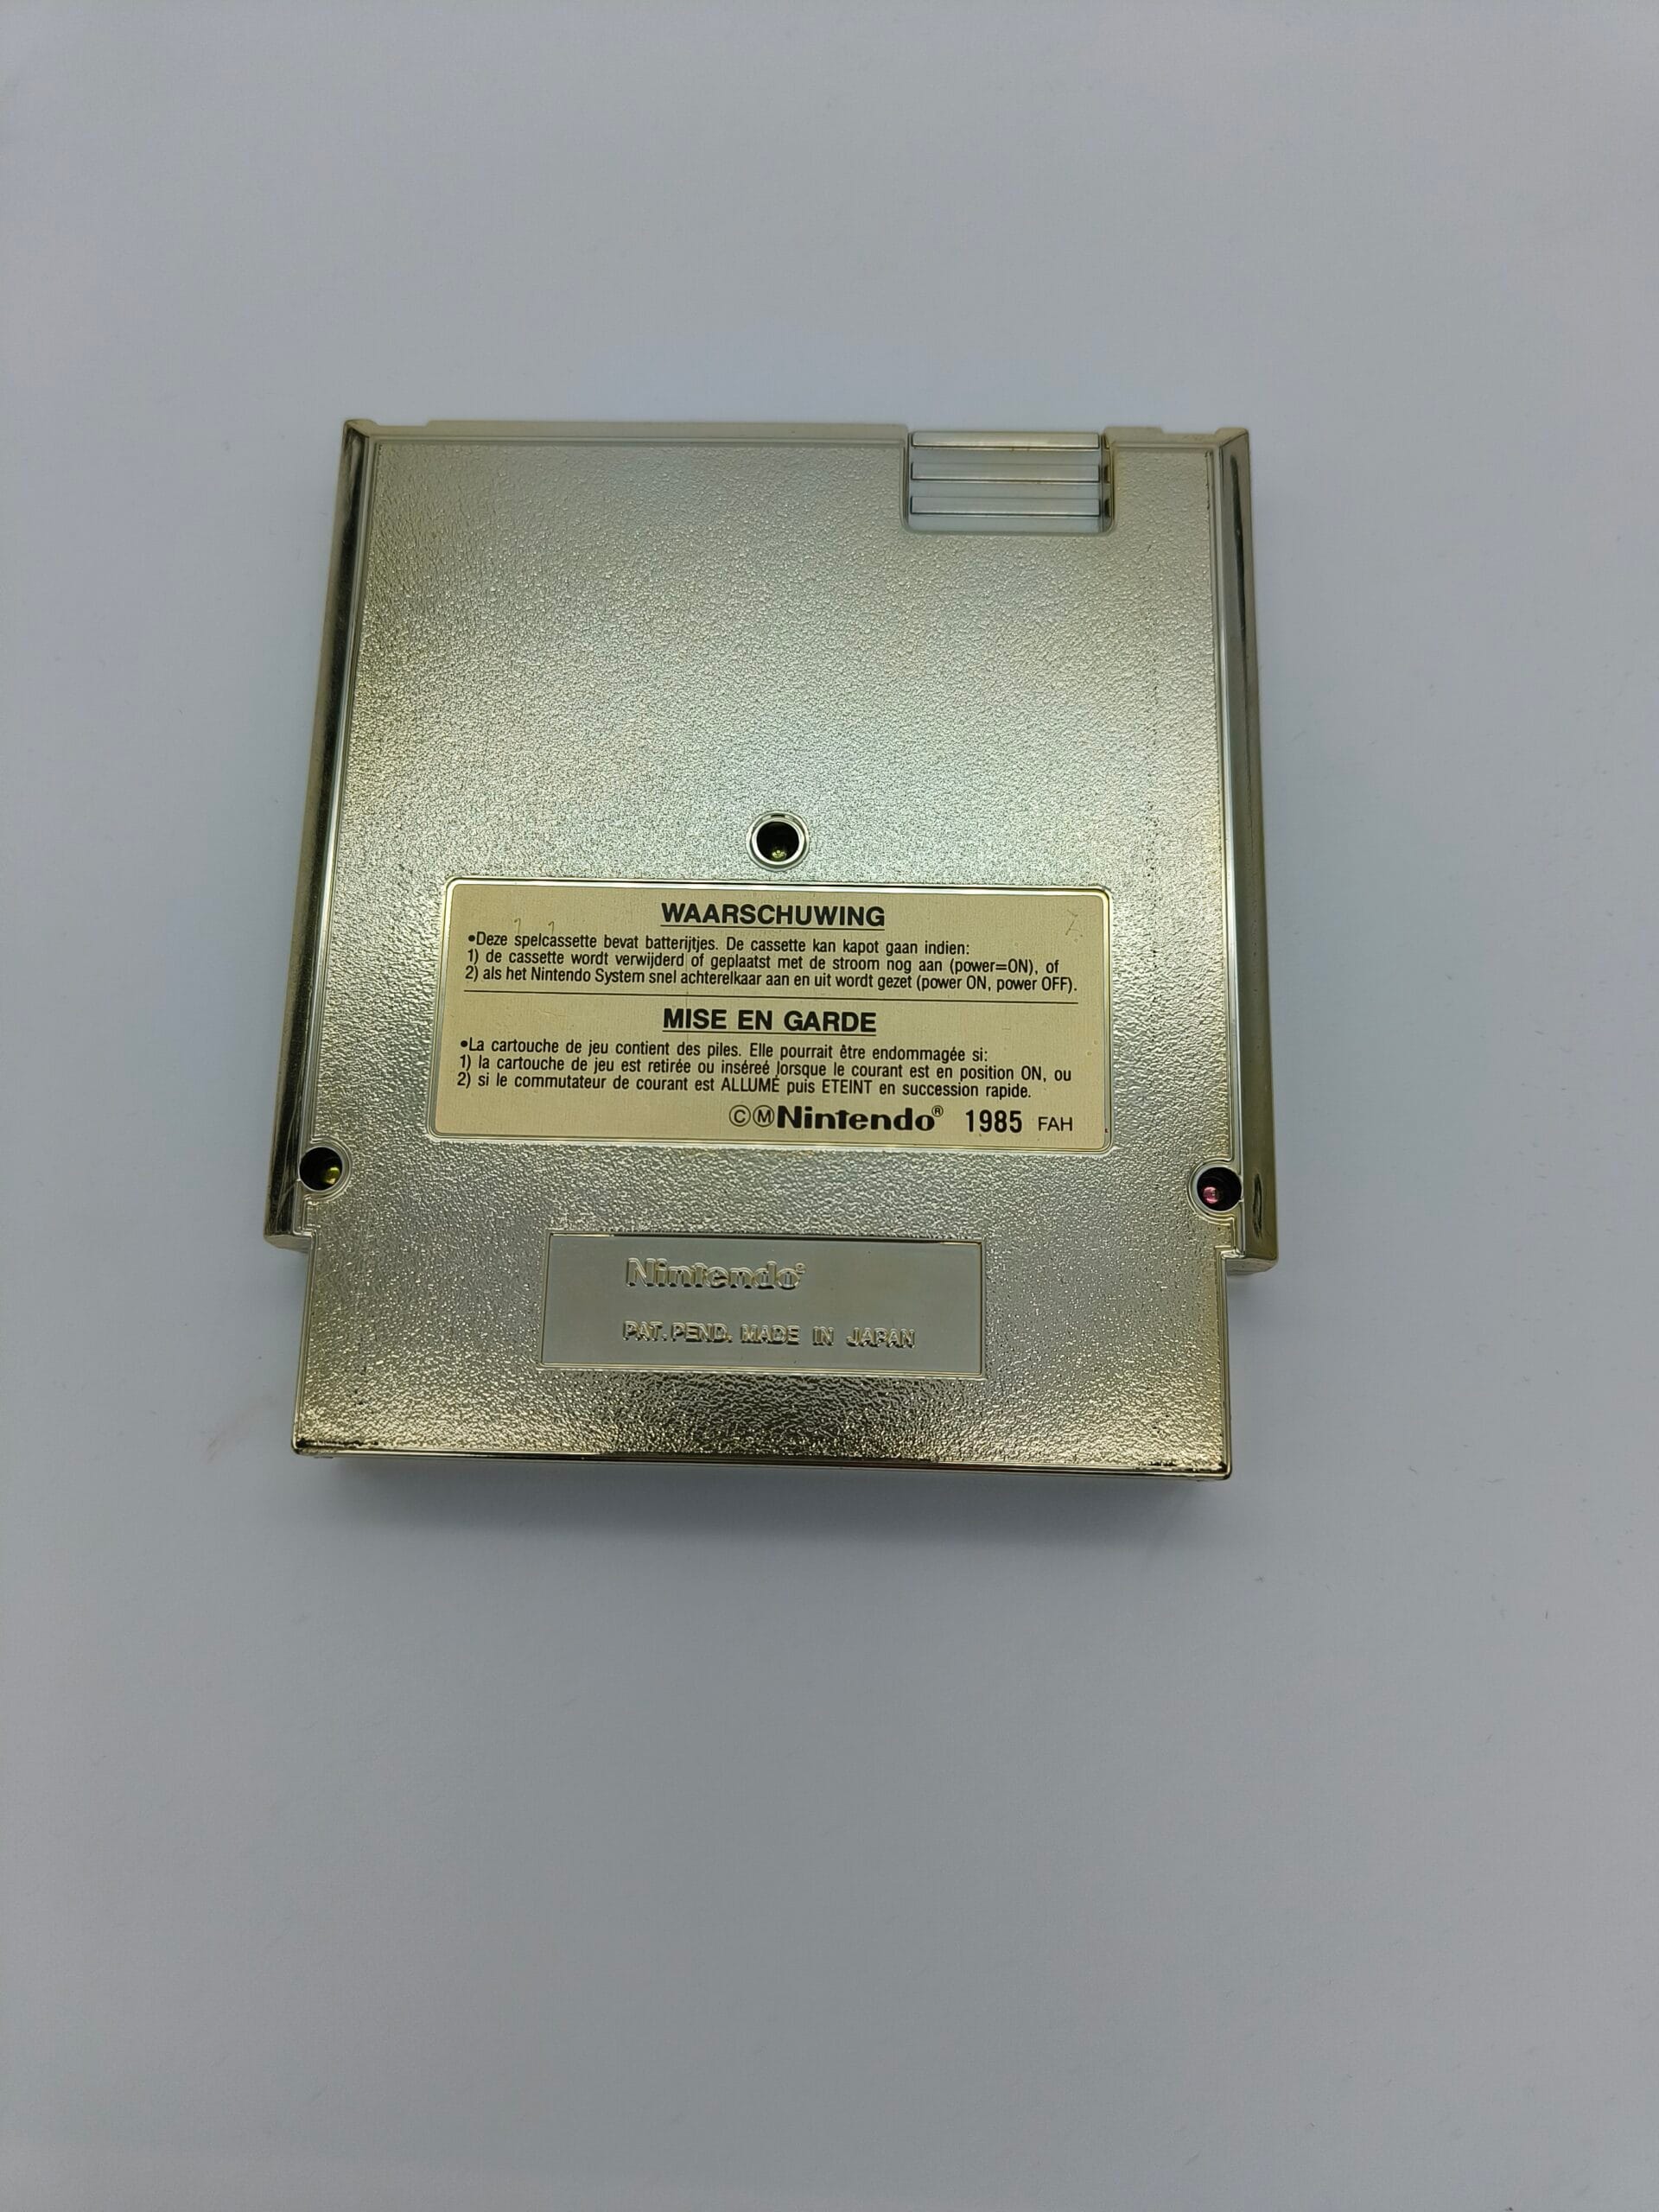 WAARSCHUWING
•Deze spelcassette bevat batterijtjes. De cassette kan kapot gaan indien:
1) de cassette wordt verwijderd of geplaatst met de stroom nog aan (power=ON), of
2) als het Nintendo System snel achterelkaar aan en uit wordt gezet (power ON, power OFF).
MISE EN GARDE
•La cartouche de jeu contient des piles. Elle pourrait être endommagée si:
1) la cartouche de jeu est retirée ou inséreé lorsque le courant est en position ON, ou
2) si le commutateur de courant est ALLUMÉ puis ETEINT en succession rapide.
ⒸⓂNintendo® 1985 FAH
Nintendo®
PAT. PEND. MADE IN JAPAN